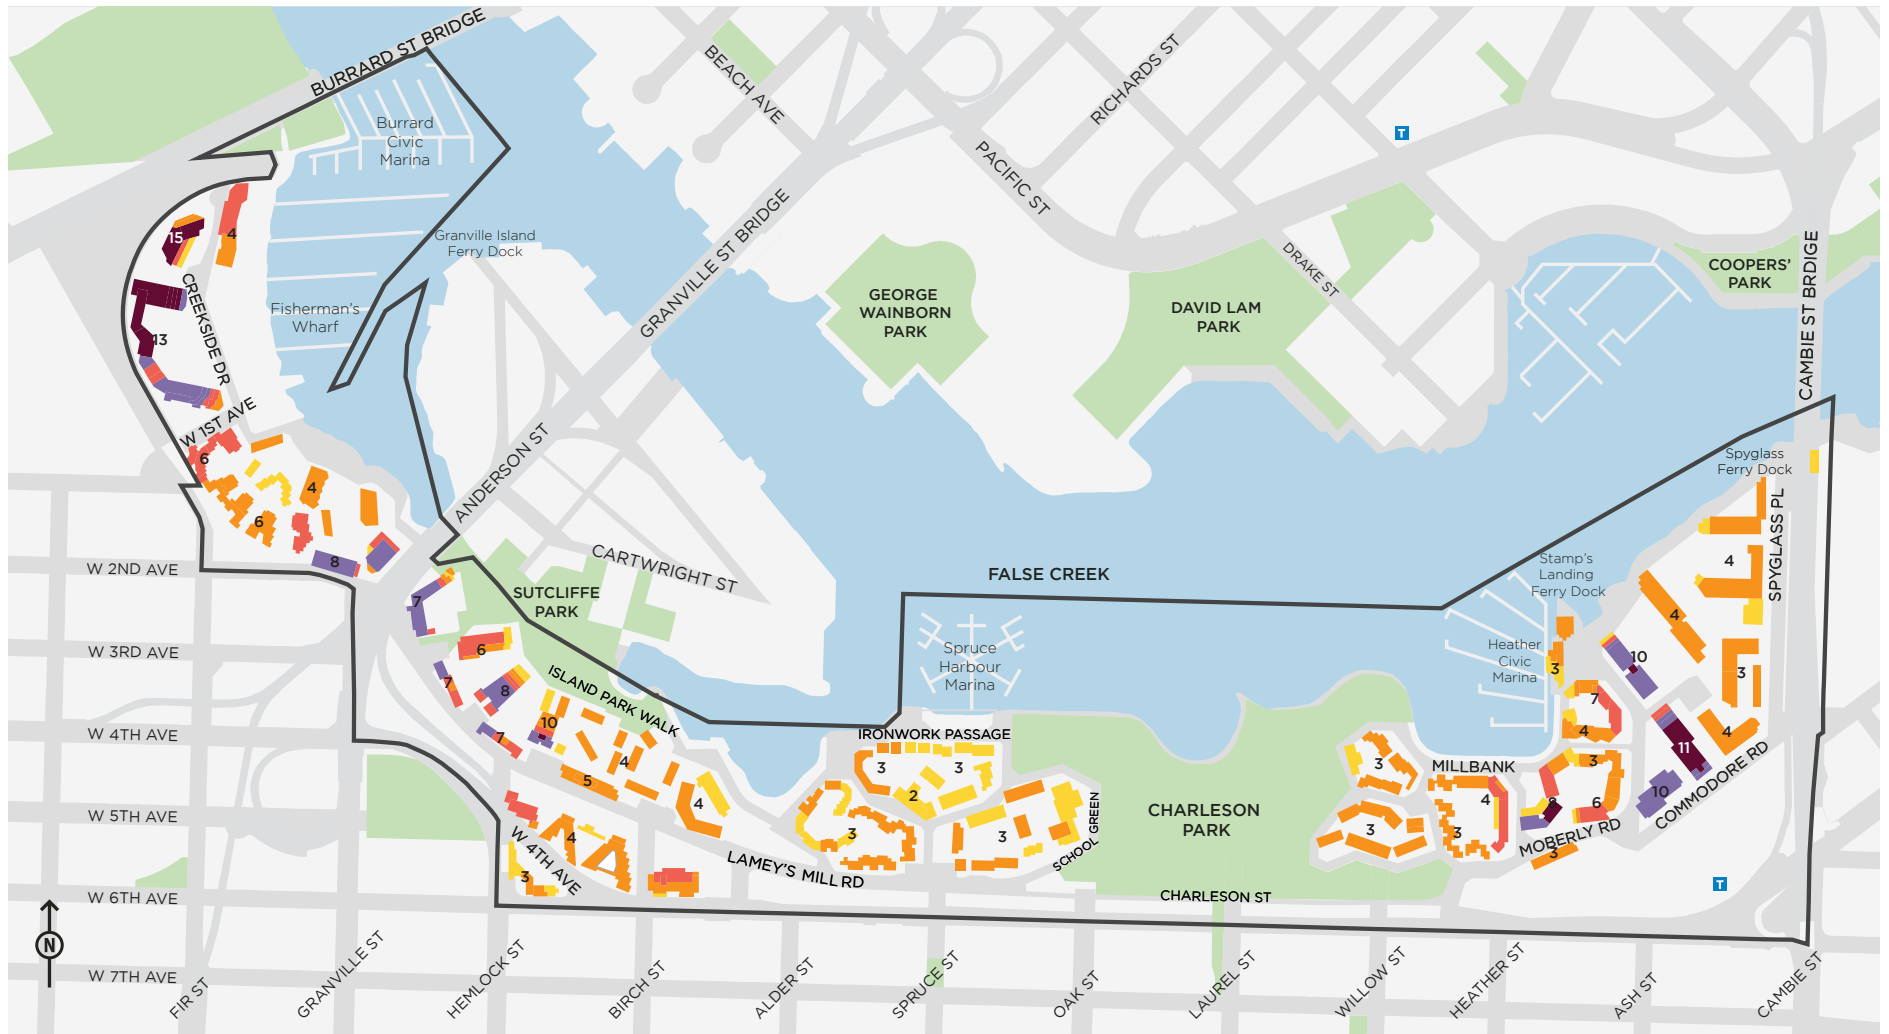 BURRARD ST BRIDGE
Burrard
Civic
Marina
BEACH AVE
RICHARDS ST
T
PACIFIC ST
GRANVILLE ST BRIDGE
Granville Island
Ferry Dock
DRAKE ST
COOPERS'
PARK
CAMBIE ST BRDIGE
GEORGE
WAINBORN
PARK
DAVID LAM
PARK
15
4
CREEKSIDE DR
13
Fisherman's
Wharf
W 1ST AVE
6
4
6
8
ANDERSON ST
CARTWRIGHT ST
SUTCLIFFE
PARK
FALSE CREEK
Spyglass
Ferry Dock
SPYGLASS PL
Stamp's
Landing
Ferry Dock
Heather
Civic
Marina
Spruce
Harbour
Marina
W 2ND AVE
W 3RD AVE
W 4TH AVE
W 5TH AVE
W 6TH AVE
W 7TH AVE
7
6
7
8
10
7
ISLAND PARK WALK
5
4
4
IRONWORK PASSAGE
3
3
2
3
3
SCHOOL GREEN
W 4TH AVE
4
3
LAMEY'S MILL RD
CHARLESON
PARK
CHARLESON ST
MILLBANK
3
3
4
3
4
4
3
10
3
7
4
4
11
3
10
8
6
3
MOBERLY RD
COMMODORE RD
T
N
FIR ST
GRANVILLE ST
HEMLOCK ST
BIRCH ST
ALDER ST
SPRUCE ST
OAK ST
LAUREL ST
WILLOW ST
HEATHER ST
ASH ST
CAMBIE ST